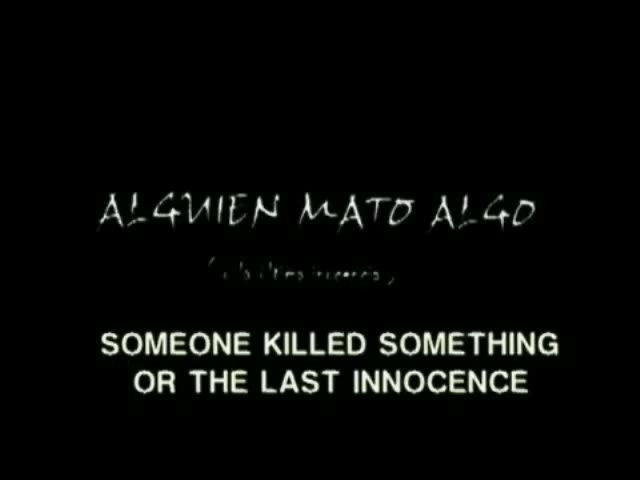 ALGUIEN MATO ALGO
SOMEONE KILLED SOMETHING
OR THE LAST INNOCENCE